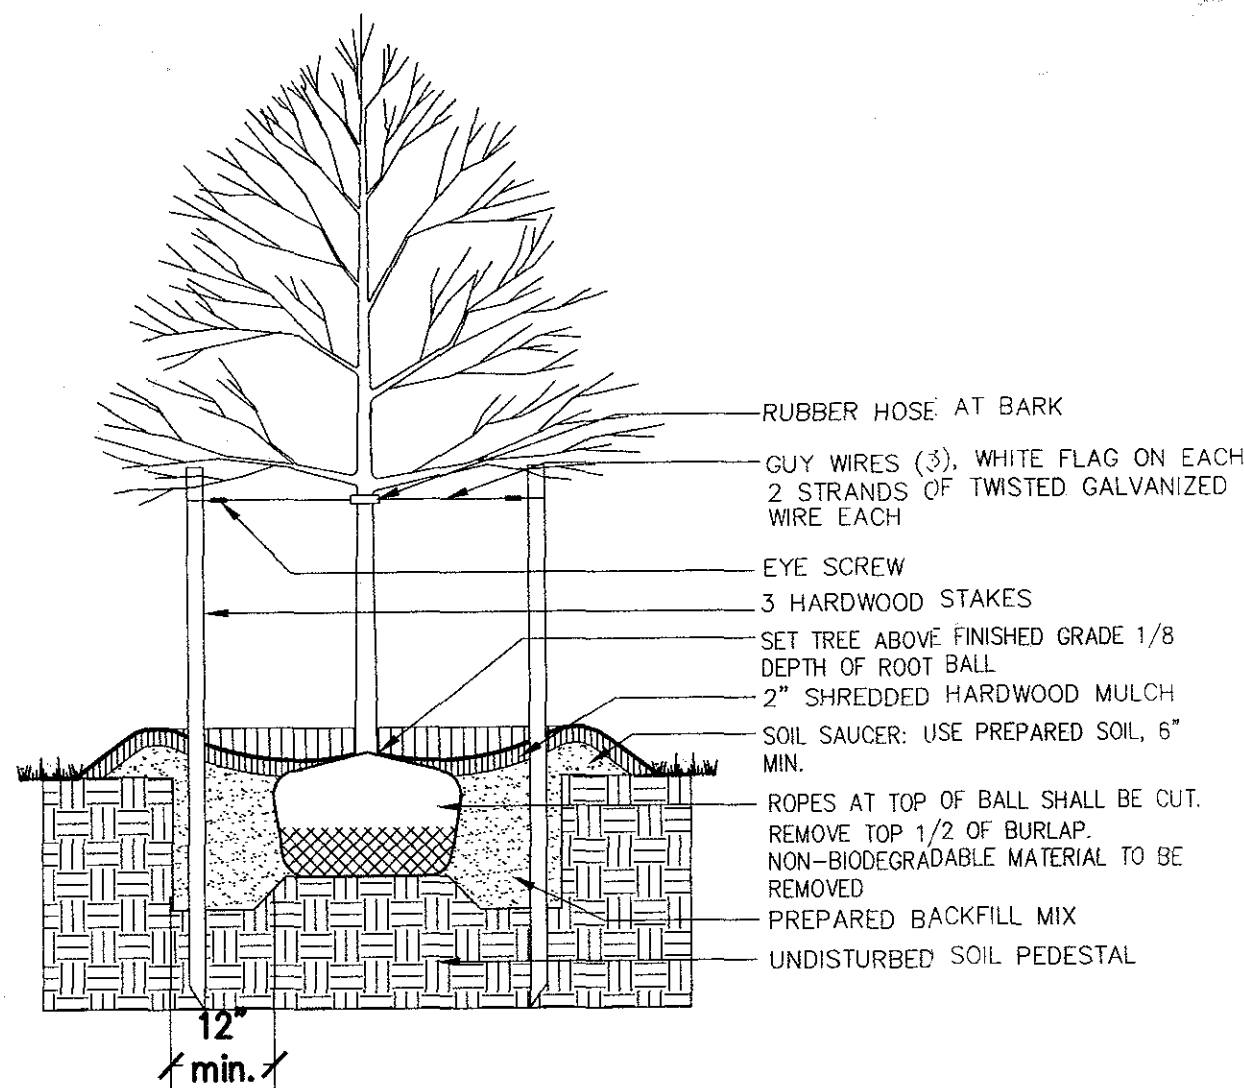 RUBBER HOSE AT BARK
GUY WIRES (3), WHITE FLAG ON EACH
2 STRANDS OF TWISTED GALVANIZED
WIRE EACH
EYE SCREW
3 HARDWOOD STAKES
SET TREE ABOVE FINISHED GRADE 1/8
DEPTH OF ROOT BALL
2" SHREDDED HARDWOOD MULCH
SOIL SAUCER: USE PREPARED SOIL, 6"
MIN.
ROPES AT TOP OF BALL SHALL BE CUT.
REMOVE TOP 1/2 OF BURLAP.
NON-BIODEGRADABLE MATERIAL TO BE
REMOVED
PREPARED BACKFILL MIX
UNDISTURBED SOIL PEDESTAL
12"
min.